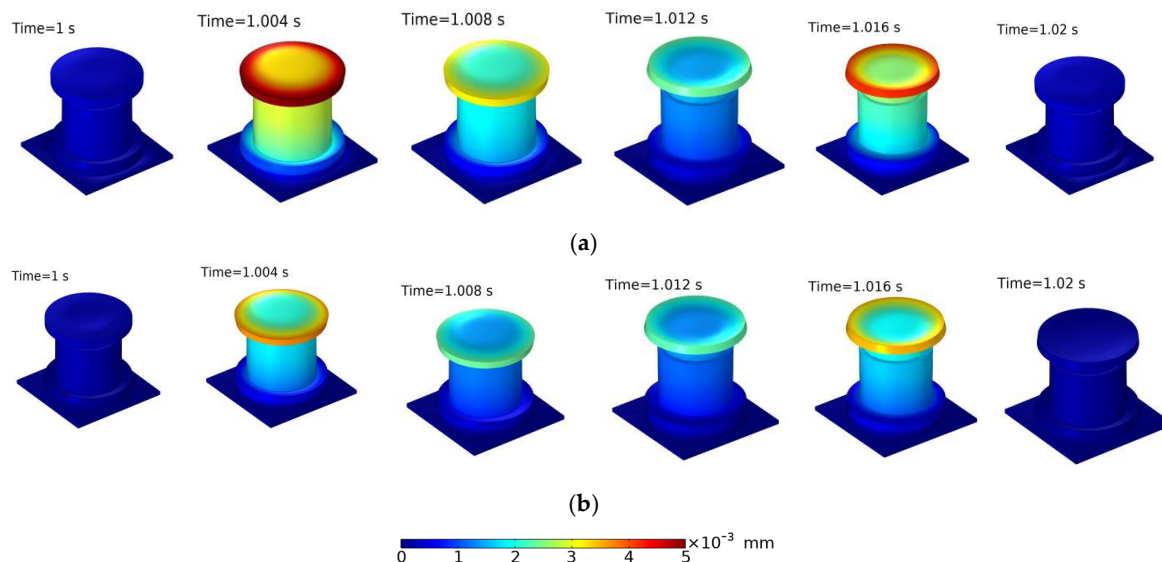 Time=1 s
Time=1.004 s
Time=1.008 s
Time=1.012 s
Time=1.016 s
Time=1.02 s
(a)
Time=1 s
Time=1.004 s
Time=1.008 s
Time=1.012 s
Time=1.016 s
Time=1.02 s
(b)
0 1 2 3 4 5 ×10⁻³ mm